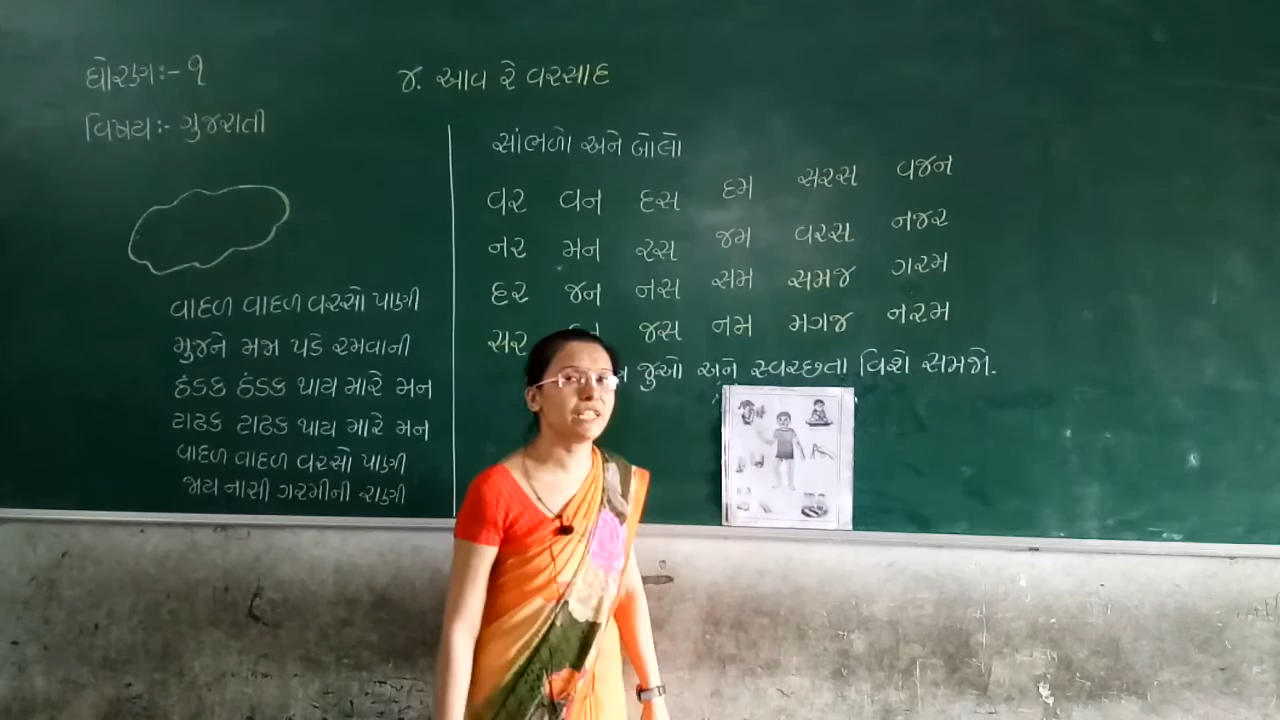 ધોરણ:- ૧
વિષય:- ગુજરાતી
૪. આવ રે વરસાદ
વાદળ વાદળ વરસો પાણી
મુજને મજા પડે રમવાની
ઠંડક ઠંડક થાય મારે મન
ટાઢક ટાઢક થાય મારે મન
વાદળ વાદળ વરસો પાણી
જાય નાસી ગરમીની રાણી
સાંભળો અને બોલો
વર વન હસ હમ સરસ વજન
નર મન રસ જમ વરસ નજર
હર જન નસ સમ સમજ ગરમ
સર જસ નમ મગજ નરમ
જુઓ અને સ્વચ્છતા વિશે સમજો.